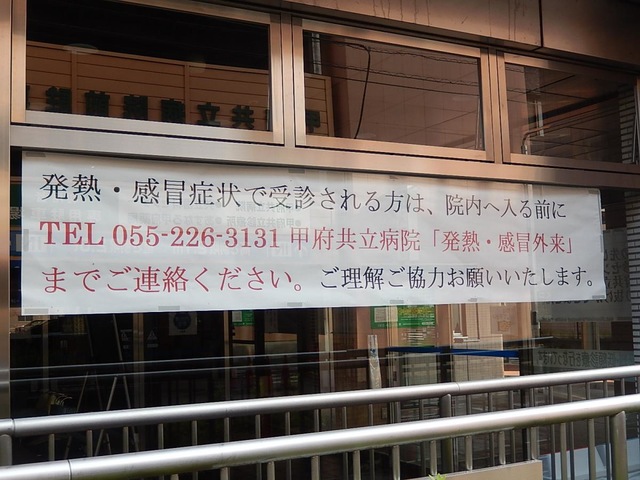 発熱・感冒症状で受診される方は、院内へ入る前に
TEL 055-226-3131 甲府共立病院「発熱・感冒外来」
までご連絡ください。ご理解ご協力お願いいたします。